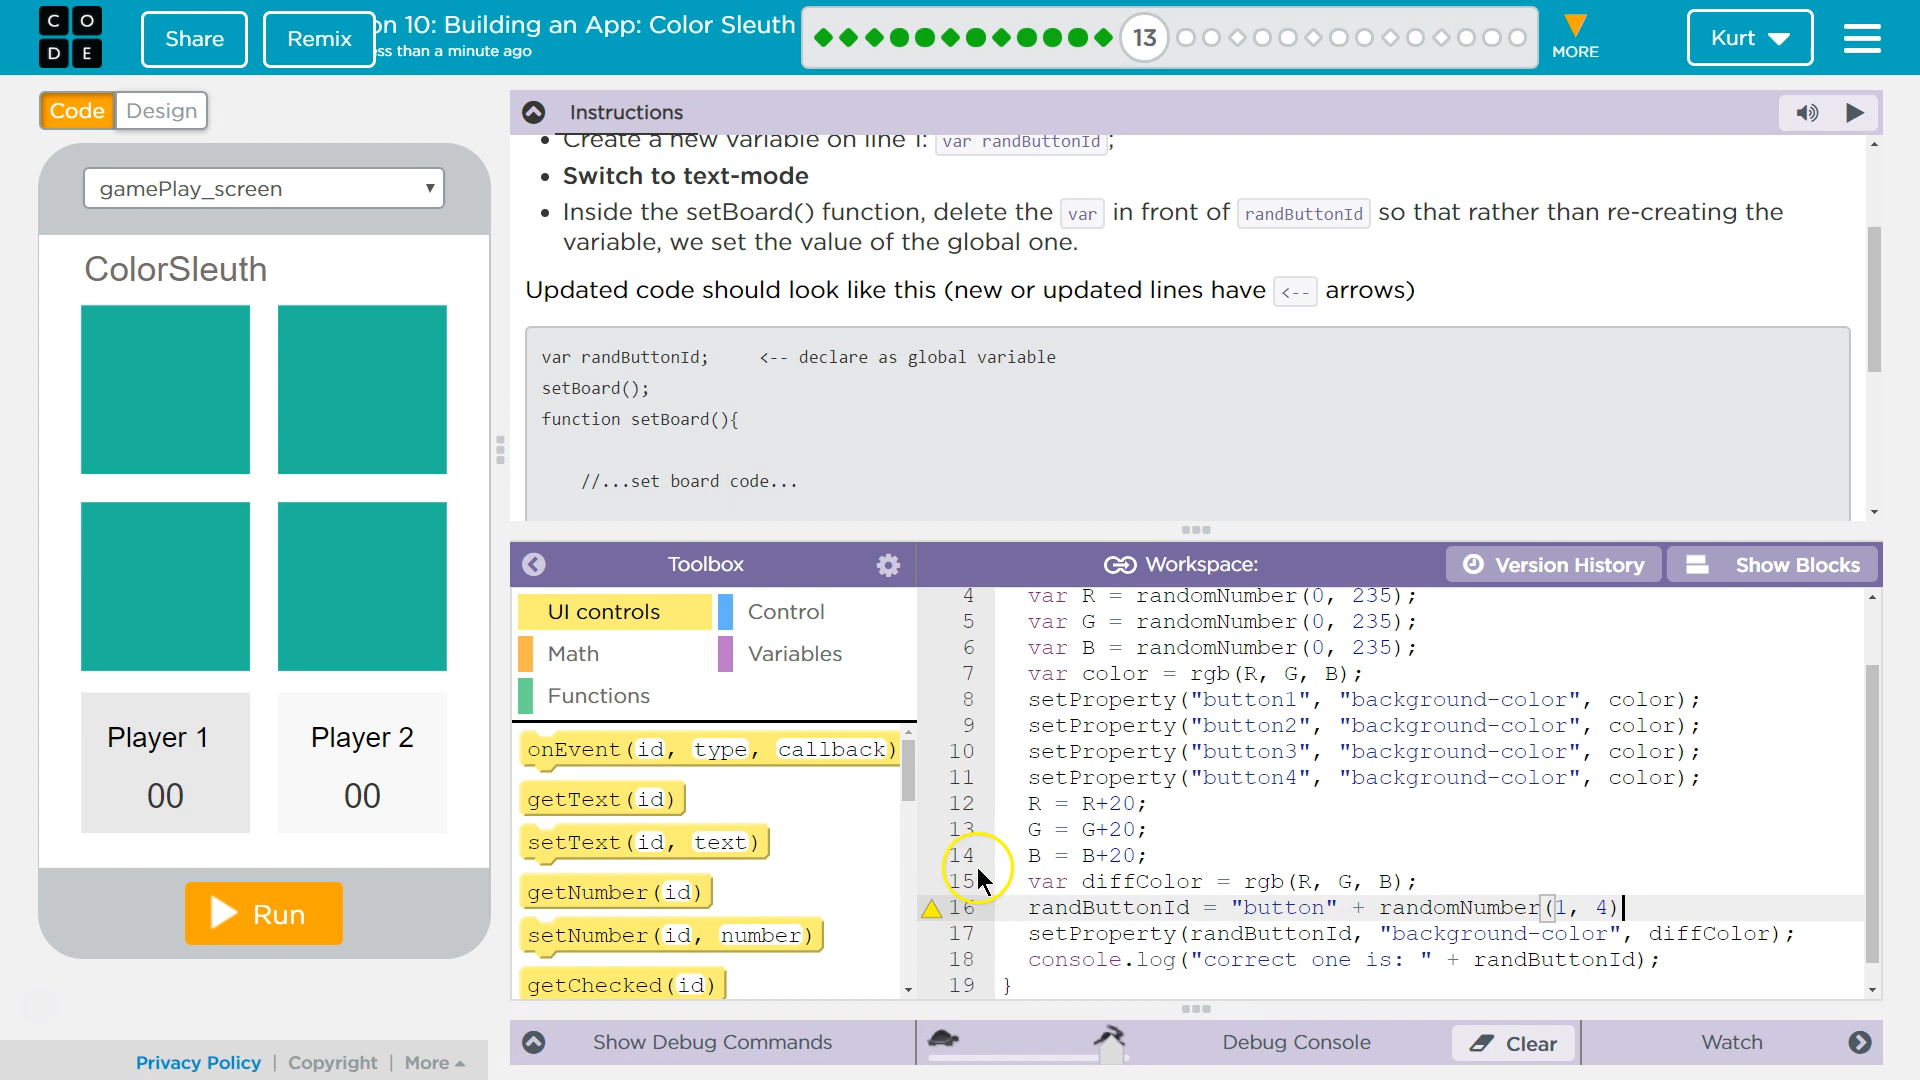 CODE
Share
Remix
on 10: Building an App: Color Sleuth
ess than a minute ago
13
MORE
Kurt
Code
Design
Instructions
gamePlay_screen
• Create a new variable on line 1: var randButtonId;
• Switch to text-mode
• Inside the setBoard() function, delete the var in front of randButtonId so that rather than re-creating the
variable, we set the value of the global one.
Updated code should look like this (new or updated lines have <-- arrows)
var randButtonId;     <-- declare as global variable
setBoard();
function setBoard(){
//...set board code...
ColorSleuth
Player 1
00
Player 2
00
Run
Toolbox
Workspace:
Version History
Show Blocks
UI controls
Control
Math
Variables
Functions
onEvent(id, type, callback)
getText(id)
setText(id, text)
getNumber(id)
setNumber(id, number)
getChecked(id)
4 var R = randomNumber(0, 235);
5 var G = randomNumber(0, 235);
6 var B = randomNumber(0, 235);
7 var color = rgb(R, G, B);
8 setProperty("button1", "background-color", color);
9 setProperty("button2", "background-color", color);
10 setProperty("button3", "background-color", color);
11 setProperty("button4", "background-color", color);
12 R = R+20;
13 G = G+20;
14 B = B+20;
15 var diffColor = rgb(R, G, B);
16 randButtonId = "button" + randomNumber(1, 4)
17 setProperty(randButtonId, "background-color", diffColor);
18 console.log("correct one is: " + randButtonId);
19 }
Show Debug Commands
Debug Console
Clear
Watch
Privacy Policy | Copyright | More